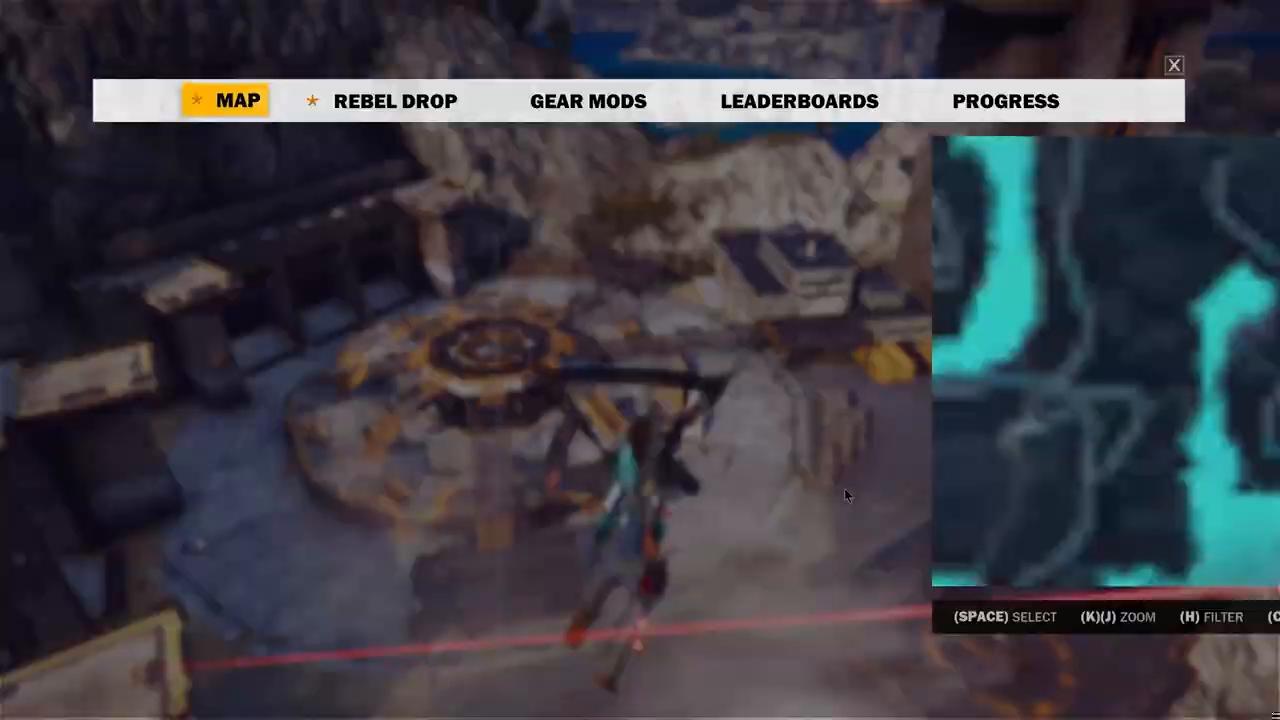 X
* MAP * REBEL DROP GEAR MODS LEADERBOARDS PROGRESS
(SPACE) SELECT (K)(J) ZOOM (H) FILTER (C